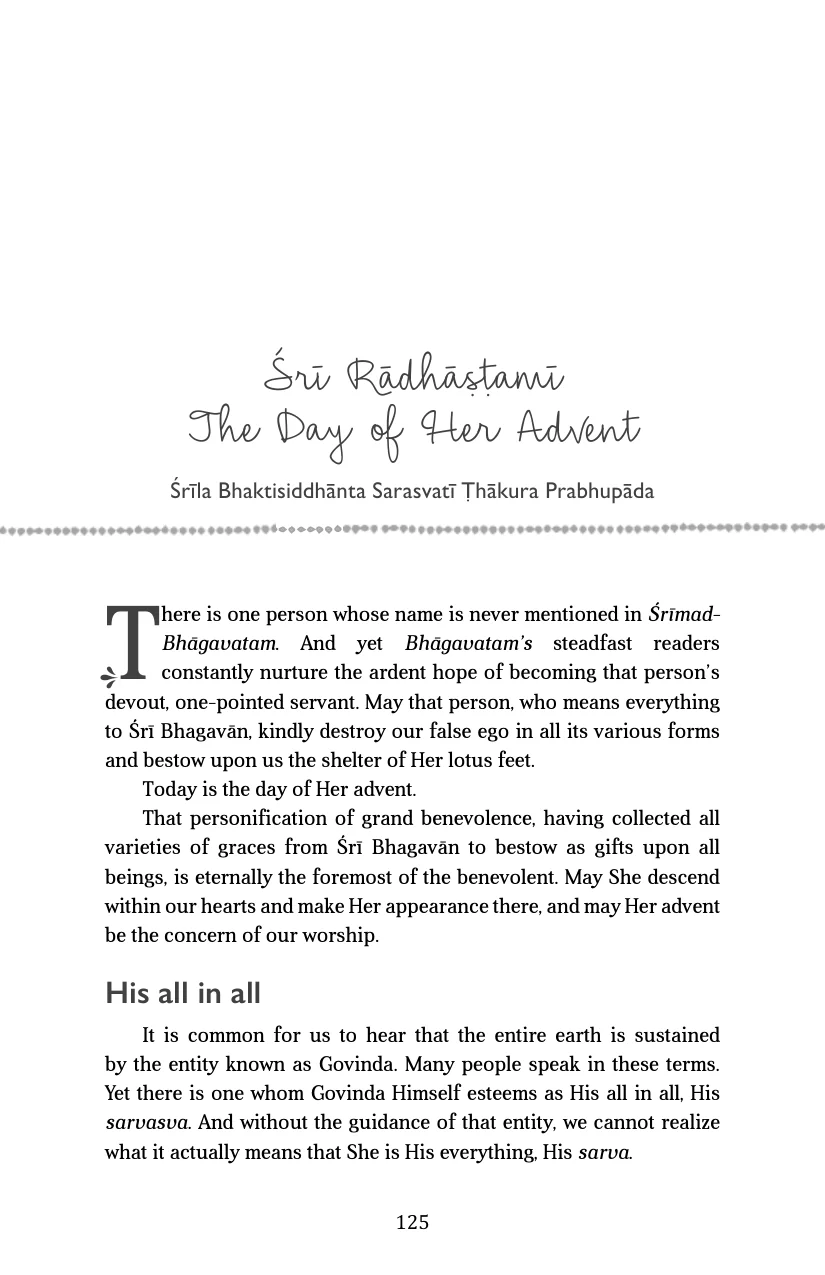 Śrī Rādhāṣṭamī
The Day of Her Advent
Śrīla Bhaktisiddhānta Sarasvatī Ṭhākura Prabhupāda
There is one person whose name is never mentioned in Śrīmad-
Bhāgavatam. And yet Bhāgavatam’s steadfast readers
constantly nurture the ardent hope of becoming that person’s
devout, one-pointed servant. May that person, who means everything
to Śrī Bhagavān, kindly destroy our false ego in all its various forms
and bestow upon us the shelter of Her lotus feet.
Today is the day of Her advent.
That personification of grand benevolence, having collected all
varieties of graces from Śrī Bhagavān to bestow as gifts upon all
beings, is eternally the foremost of the benevolent. May She descend
within our hearts and make Her appearance there, and may Her advent
be the concern of our worship.
His all in all
It is common for us to hear that the entire earth is sustained
by the entity known as Govinda. Many people speak in these terms.
Yet there is one whom Govinda Himself esteems as His all in all, His
sarvasva. And without the guidance of that entity, we cannot realize
what it actually means that She is His everything, His sarva.
125